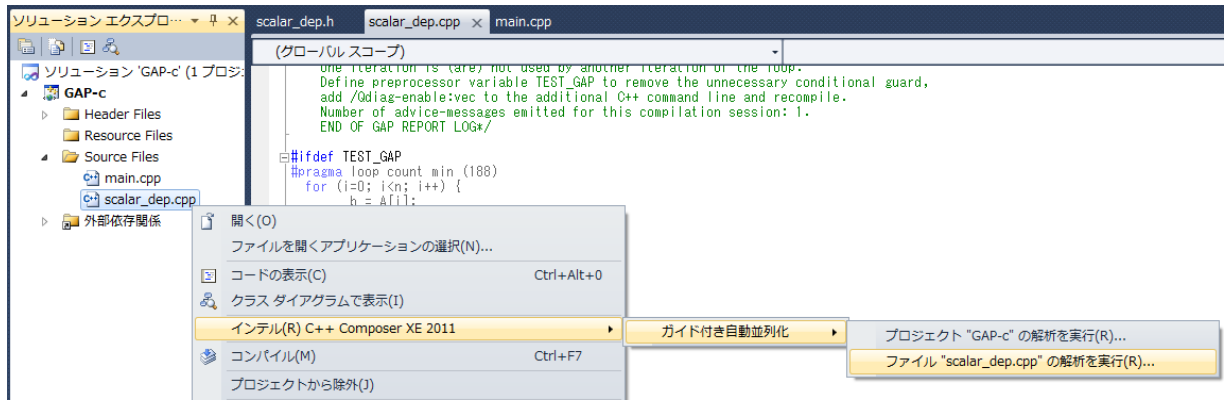 ソリューション エクスプロ…
scalar_dep.h
scalar_dep.cpp
main.cpp
(グローバル スコープ)
ソリューション 'GAP-c' (1 プロジ:
GAP-c
Header Files
Resource Files
Source Files
main.cpp
scalar_dep.cpp
外部依存関係
one iteration is (are) not used by another iteration of the loop.
Define preprocessor variable TEST_GAP to remove the unnecessary conditional guard,
add /Qdiag-enable:vec to the additional C++ command line and recompile.
Number of advice-messages emitted for this compilation session: 1.
END OF GAP REPORT LOG*/
#ifdef TEST_GAP
#pragma loop count min (188)
for (i=0; i<n; i++) {
b = A[i];
開く(O)
ファイルを開くアプリケーションの選択(N)...
コードの表示(C) Ctrl+Alt+0
クラス ダイアグラムで表示(I)
インテル(R) C++ Composer XE 2011
コンパイル(M) Ctrl+F7
プロジェクトから除外(J)
ガイド付き自動並列化
プロジェクト "GAP-c" の解析を実行(R)...
ファイル "scalar_dep.cpp" の解析を実行(R)...